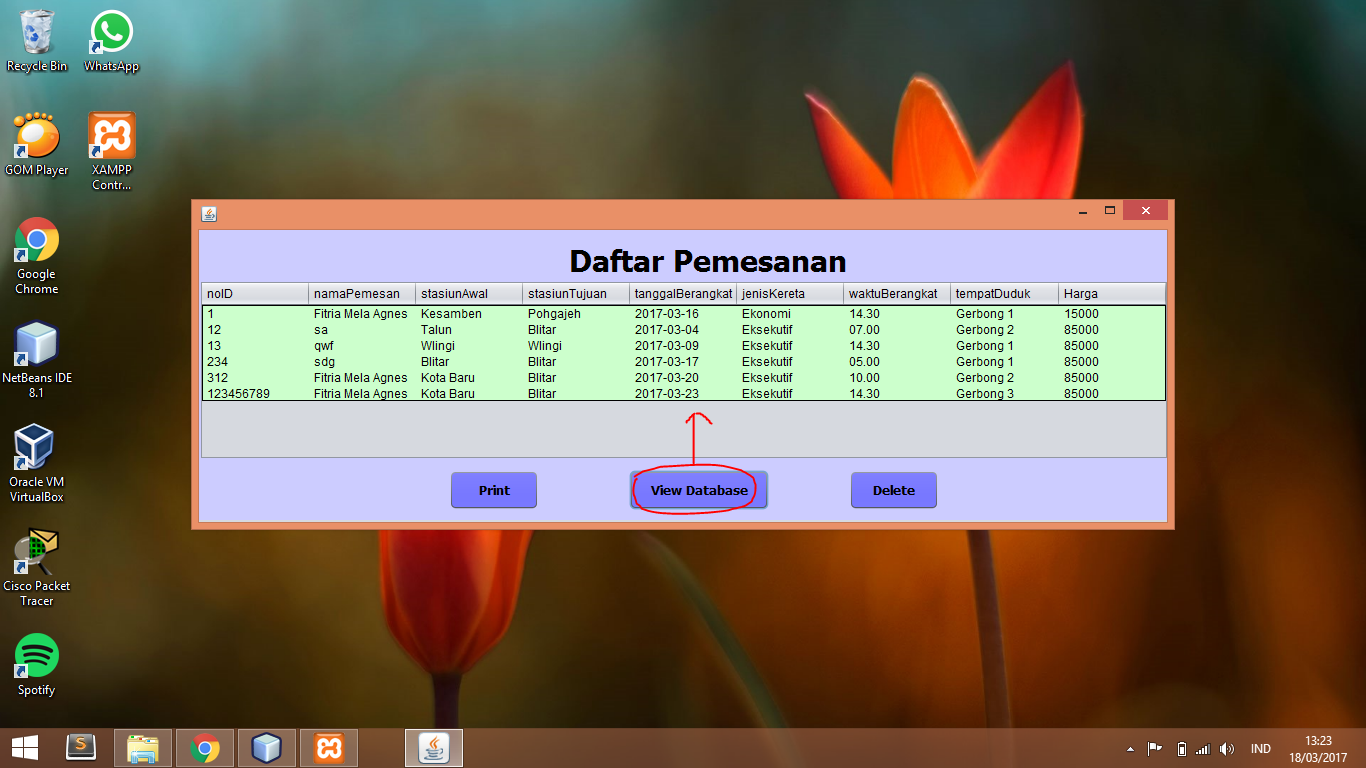 Recycle Bin
WhatsApp
GOM Player
XAMPP
Contr...
Google
Chrome
NetBeans IDE
8.1
Oracle VM
VirtualBox
Cisco Packet
Tracer
Spotify
Daftar Pemesanan
noID namaPemesan stasiunAwal stasiunTujuan tanggalBerangkat jenisKereta waktuBerangkat tempatDuduk Harga
1 Fitria Mela Agnes Kesamben Pohgajeh 2017-03-16 Ekonomi 14.30 Gerbong 1 15000
12 sa Talun Blitar 2017-03-04 Eksekutif 07.00 Gerbong 2 85000
13 qwf Wlingi Wlingi 2017-03-09 Eksekutif 14.30 Gerbong 1 85000
234 sdg Blitar Blitar 2017-03-17 Eksekutif 05.00 Gerbong 1 85000
312 Fitria Mela Agnes Kota Baru Blitar 2017-03-20 Eksekutif 10.00 Gerbong 2 85000
123456789 Fitria Mela Agnes Kota Baru Blitar 2017-03-23 Eksekutif 14.30 Gerbong 3 85000
Print View Database Delete
IND
13:23
18/03/2017